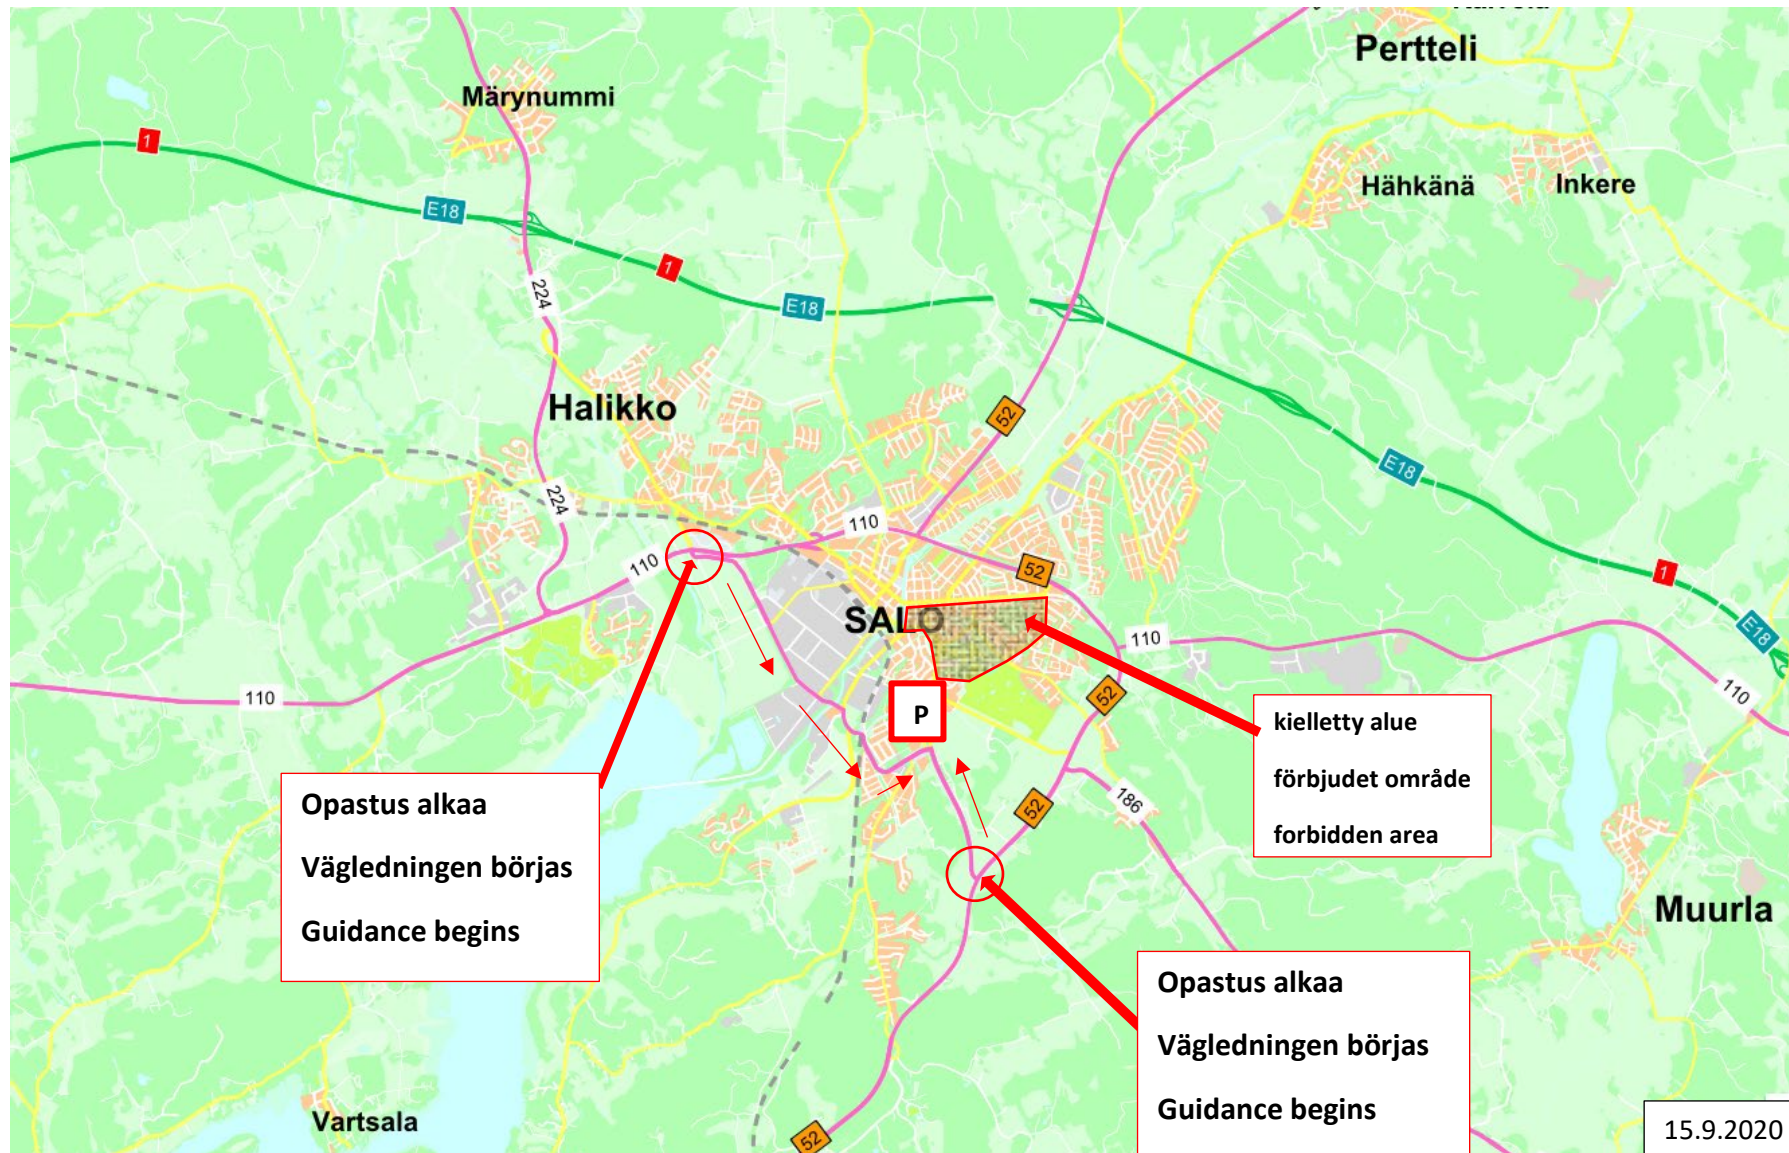 Pertteli
Märynummi
1
Hähkänä
Inkere
E18
1
224
E18
Halikko
52
E18
224
110
110
52
1
SALO
110
E18
110
52
110
P
kielletty alue
förbjudet område
forbidden area
186
52
Opastus alkaa
Vägledningen börjas
Guidance begins
Muurla
Opastus alkaa
Vägledningen börjas
Guidance begins
Vartsala
52
15.9.2020